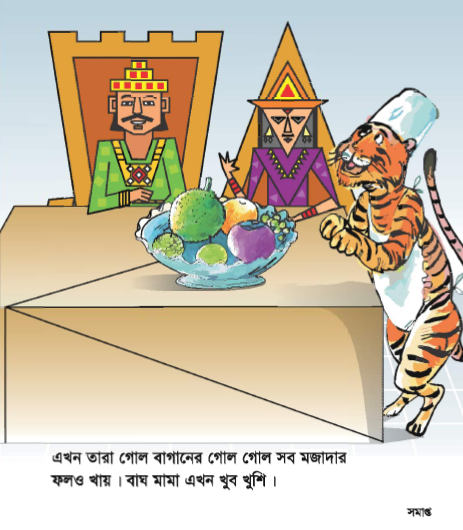 এখন তারা গোল বাগানের গোল গোল সব মজাদার
ফলও খায় । বাঘ মামা এখন খুব খুশি ।
সমাপ্ত